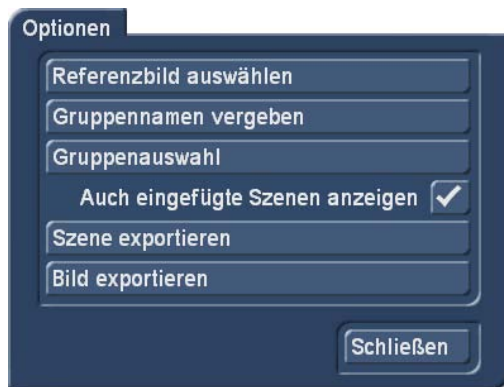 Optionen
Referenzbild auswählen
Gruppennamen vergeben
Gruppenauswahl
Auch eingefügte Szenen anzeigen
Szene exportieren
Bild exportieren
Schließen